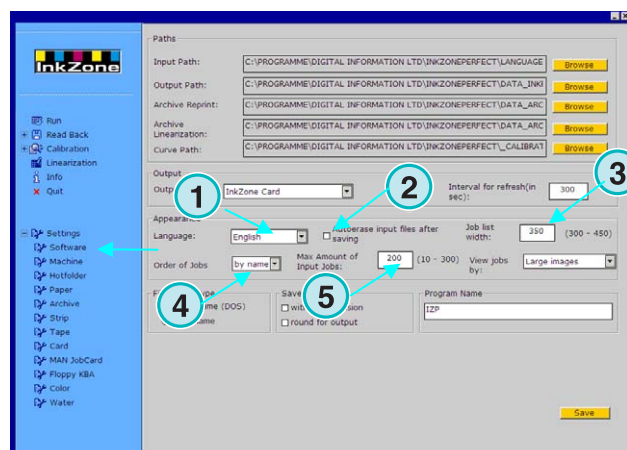 InkZone
Run
Read Back
Calibration
Linearization
Info
Quit
Settings
Software
Machine
Hotfolder
Paper
Archive
Strip
Tape
Card
MAN JobCard
Floppy KBA
Color
Water
Paths
Input Path: C:\PROGRAMME\DIGITAL INFORMATION LTD\INKZONEPERFECT\LANGUAGE Browse
Output Path: C:\PROGRAMME\DIGITAL INFORMATION LTD\INKZONEPERFECT\DATA_INKI Browse
Archive Reprint: C:\PROGRAMME\DIGITAL INFORMATION LTD\INKZONEPERFECT\DATA_ARC Browse
Archive
Linearization: C:\PROGRAMME\DIGITAL INFORMATION LTD\INKZONEPERFECT\DATA_ARC Browse
Curve Path: C:\PROGRAMME\DIGITAL INFORMATION LTD\INKZONEPERFECT\_CALIBRAT Browse
Output
InkZone Card Interval for refresh(in
sec): 300
1 2 3
Appearance
Language: English Autoerase input files after
saving Job list
width: 350 (300 - 450)
Order of Jobs by name Max Amount of
Input Jobs: 200 (10 - 300) View jobs
by: Large images
4 5
(DOS)
round for output
Program Name
IZP
Save